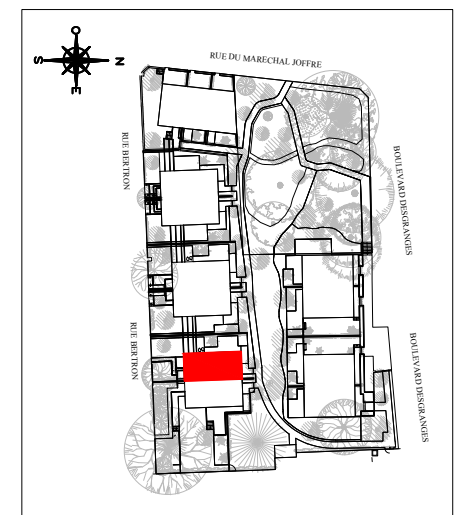 O
S
N
E
RUE DU MARECHAL JOFFRE
RUE BERTRON
BOULEVARD DESGRANGES
RUE BERTRON
BOULEVARD DESGRANGES